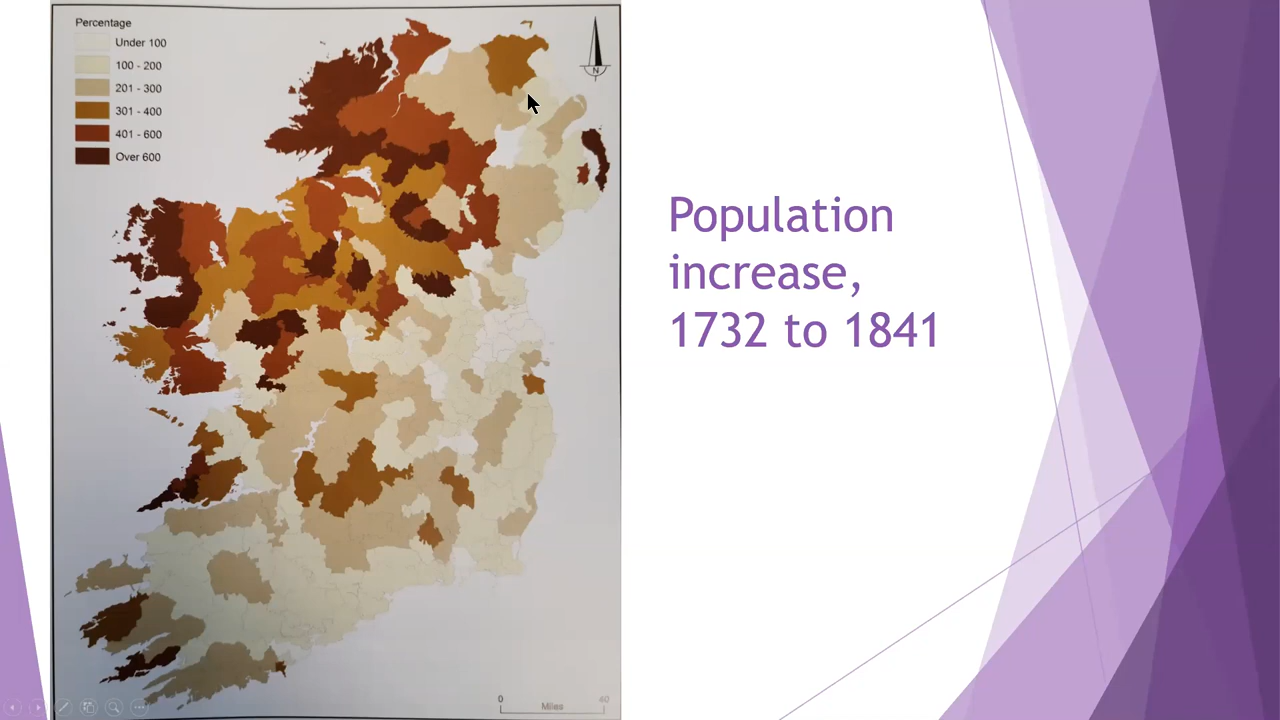 Percentage
Under 100
100 - 200
201 - 300
301 - 400
401 - 600
Over 600
N
Population
increase,
1732 to 1841
0 40
Miles